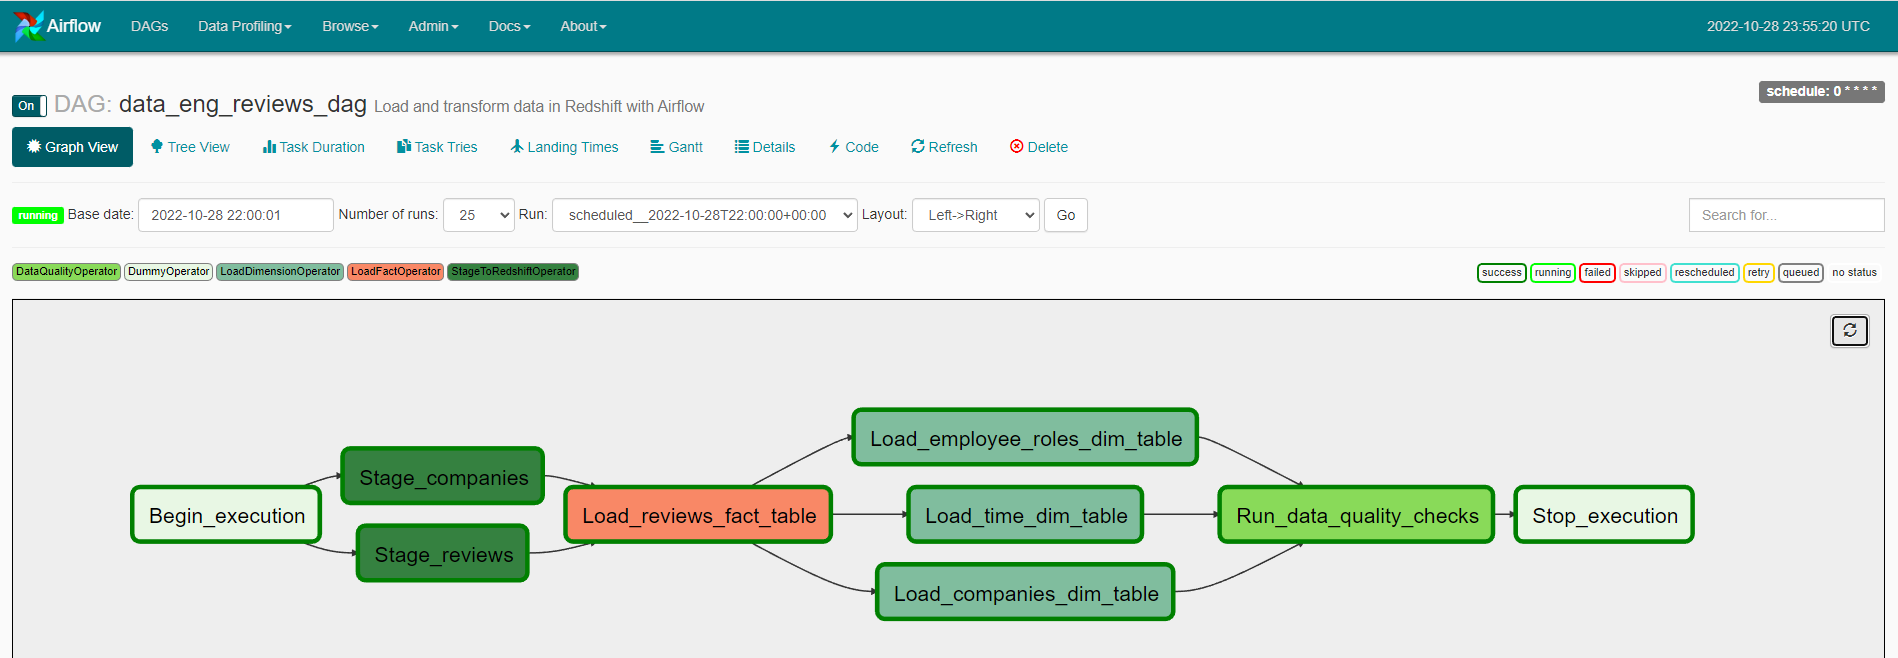 Airflow DAGs Data Profiling Browse Admin Docs About 2022-10-28 23:55:20 UTC
schedule: 0 * * * *
On DAG: data_eng_reviews_dag Load and transform data in Redshift with Airflow
Graph View Tree View Task Duration Task Tries Landing Times Gantt Details Code Refresh Delete
running Base date: 2022-10-28 22:00:01 Number of runs: 25 Run: scheduled__2022-10-28T22:00:00+00:00 Layout: Left->Right Go Search for...
DataQualityOperator DummyOperator LoadDimensionOperator LoadFactOperator StageToRedshiftOperator success running failed skipped rescheduled retry queued no status
Load_employee_roles_dim_table
Stage_companies
Begin_execution Load_reviews_fact_table Load_time_dim_table Run_data_quality_checks Stop_execution
Stage_reviews
Load_companies_dim_table